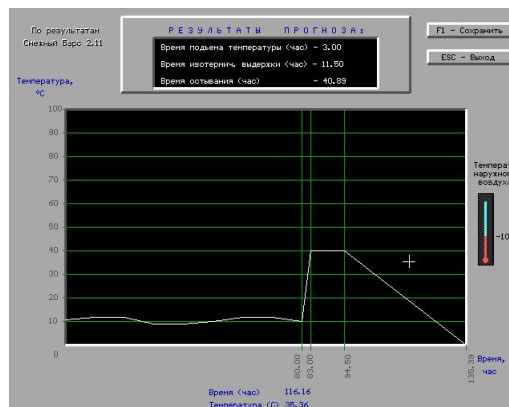 По результатам
Снежный Барс 2.11
РЕЗУЛЬТАТЫ ПРОГНОЗА:
Время подъема температуры (час) - 3.00
Время изотермич. выдержки (час) - 11.50
Время остывания (час) - 40.89
F1 - Сохранить
ESC - Выход
Температура,
°C
100
90
80
70
60
50
40
30
20
10
0
80.00
83.00
94.50
135.39
Время,
час
Температ
наружног
воздуха
-10
Время (час) 116.16
Температура (С) 35.36